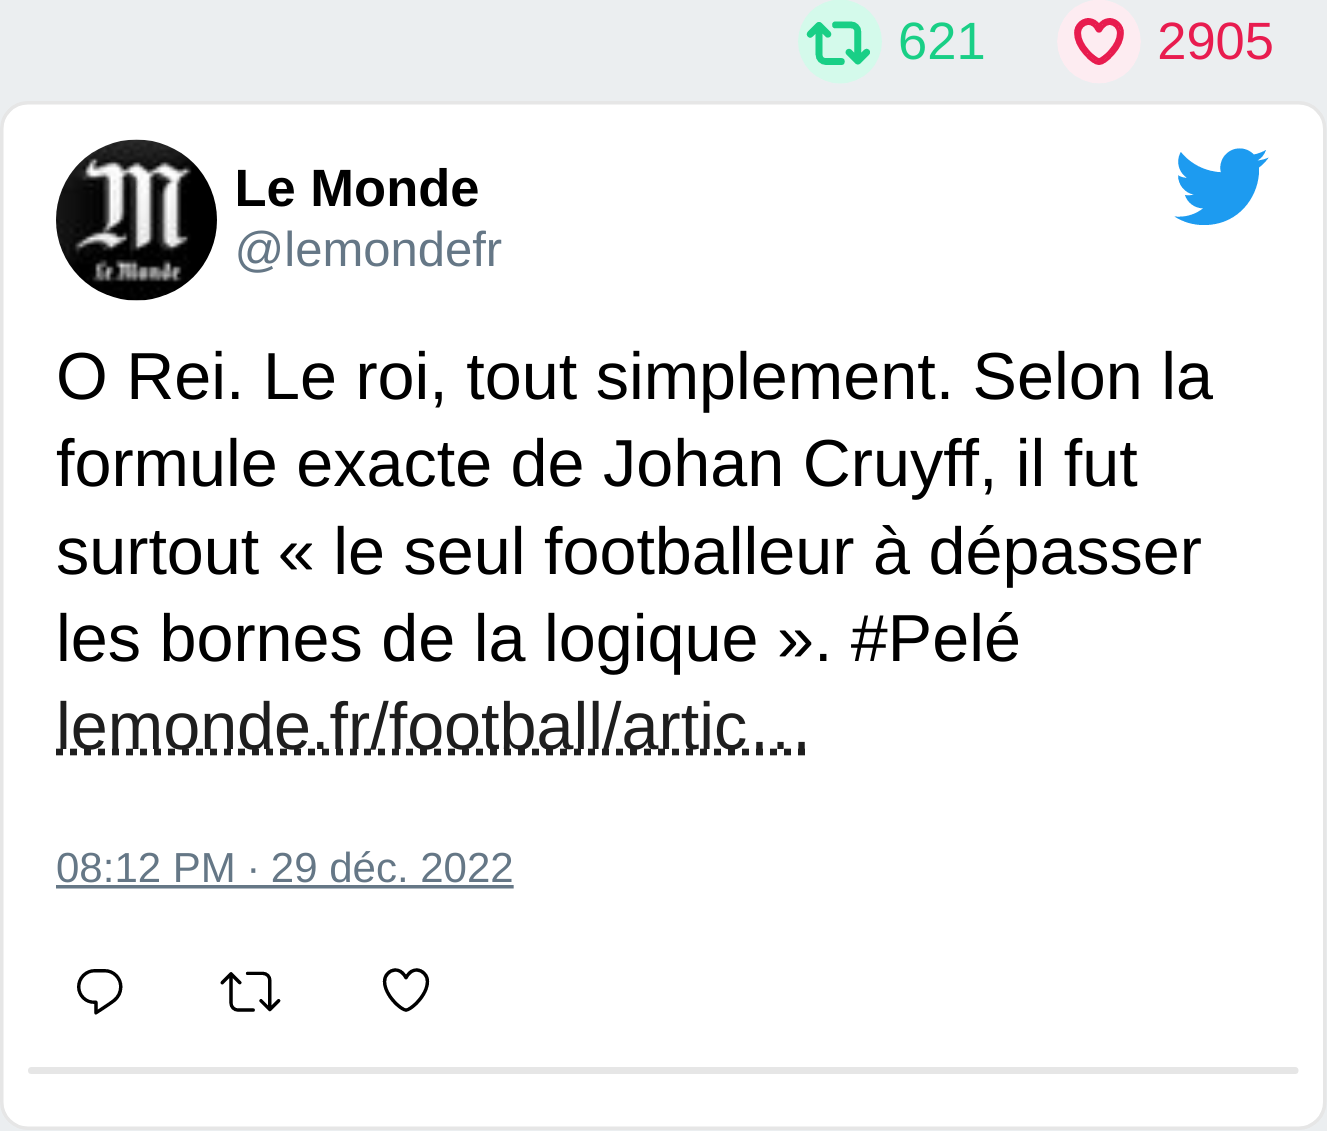 621 2905
Le Monde
Le Monde
@lemondefr
O Rei. Le roi, tout simplement. Selon la
formule exacte de Johan Cruyff, il fut
surtout « le seul footballeur à dépasser
les bornes de la logique ». #Pelé
lemonde.fr/football/artic...
08:12 PM · 29 déc. 2022